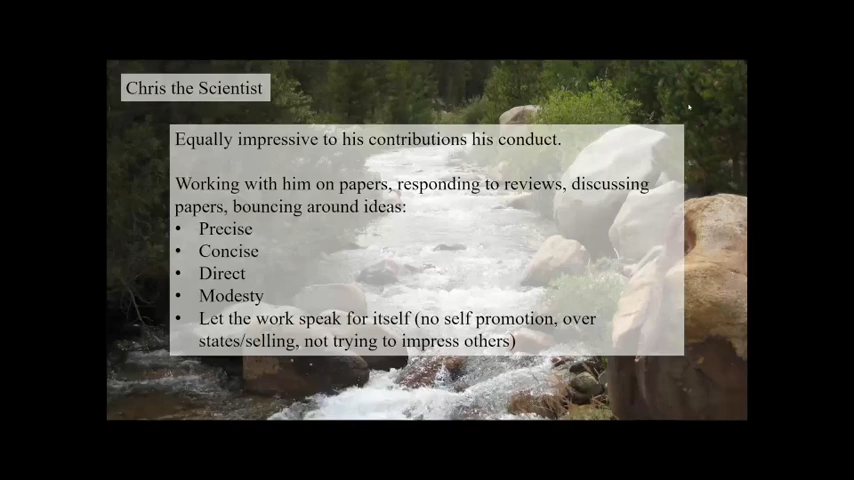 Chris the Scientist
Equally impressive to his contributions his conduct.
Working with him on papers, responding to reviews, discussing
papers, bouncing around ideas:
• Precise
• Concise
• Direct
• Modesty
• Let the work speak for itself (no self promotion, over
states/selling, not trying to impress others)